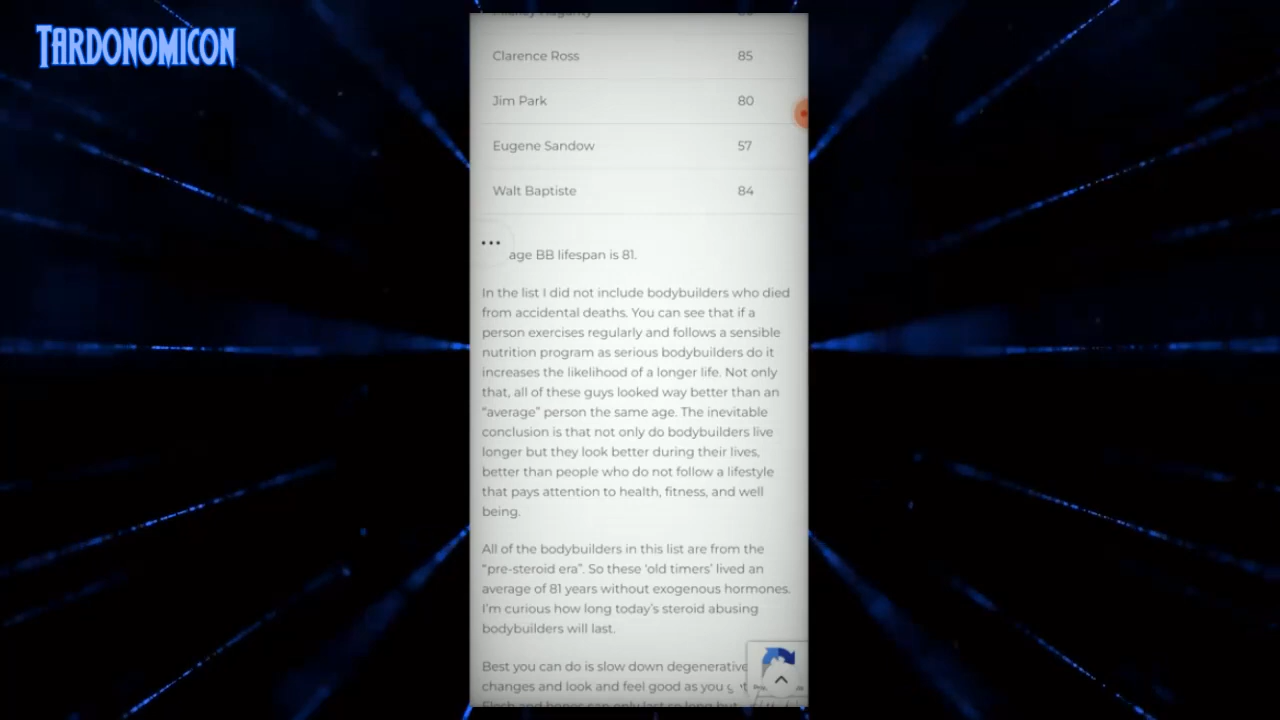 TARDONOMICON
Clarence Ross 85
Jim Park 80
Eugene Sandow 57
Walt Baptiste 84
age BB lifespan is 81.
In the list I did not include bodybuilders who died
from accidental deaths. You can see that if a
person exercises regularly and follows a sensible
nutrition program as serious bodybuilders do it
increases the likelihood of a longer life. Not only
that, all of these guys looked way better than an
“average” person the same age. The inevitable
conclusion is that not only do bodybuilders live
longer but they look better during their lives,
better than people who do not follow a lifestyle
that pays attention to health, fitness, and well
being.
All of the bodybuilders in this list are from the
“pre-steroid era”. So these ‘old timers’ lived an
average of 81 years without exogenous hormones.
I’m curious how long today’s steroid abusing
bodybuilders will last.
Best you can do is slow down degenerative
changes and look and feel good as you